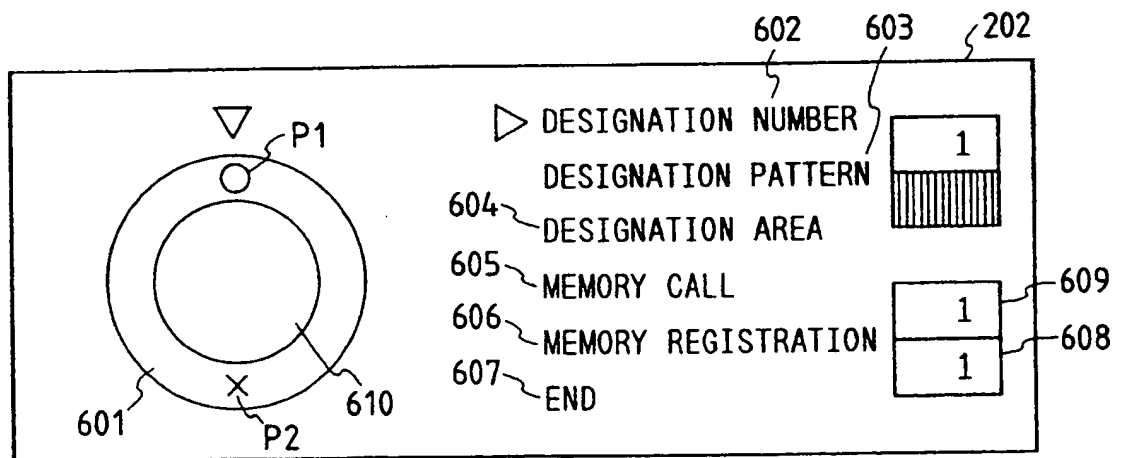 602 603 202
▷ DESIGNATION NUMBER 1
P1
DESIGNATION PATTERN
604 DESIGNATION AREA
605 MEMORY CALL 1 609
606 MEMORY REGISTRATION 1 608
607 END
601 × P2 610